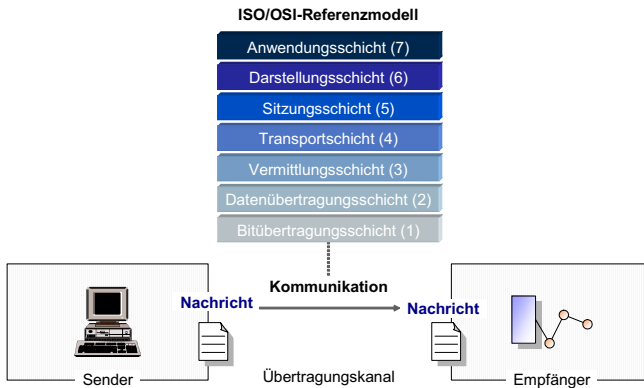 ISO/OSI-Referenzmodell
Anwendungsschicht (7)
Darstellungsschicht (6)
Sitzungsschicht (5)
Transportschicht (4)
Vermittlungsschicht (3)
Datenübertragungsschicht (2)
Bitübertragungsschicht (1)
Kommunikation
Nachricht
Nachricht
Sender
Übertragungskanal
Empfänger